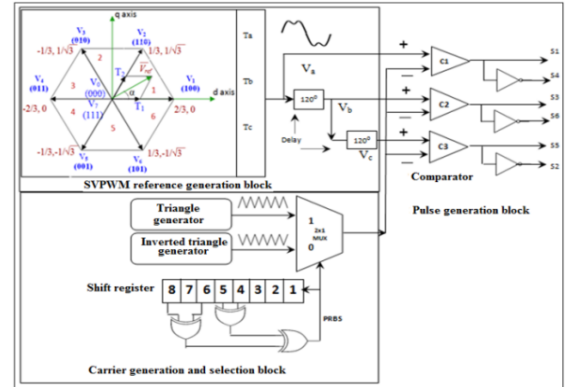 q axis
V3
(010)
V2
(110)
-1/3, 1/√3
1/3, 1/√3
2
T2
Vref
V4
(011)
3
V0
(000)
α
1
V1
(100)
d axis
-2/3, 0
4
V7
(111)
T1
6
2/3, 0
5
-1/3,-1/√3
1/3,-1/√3
V5
(001)
V6
(101)
SVPWM reference generation block
Ta
Tb
Tc
Va
120°
Vb
Delay
120°
Vc
+
−
C1
S1
S4
C2
−
S3
S6
+
−
C3
S5
S2
Comparator
Pulse generation block
Triangle
generator
Inverted triangle
generator
1
2x1
MUX
0
Shift register
8 7 6 5 4 3 2 1
PRBS
Carrier generation and selection block